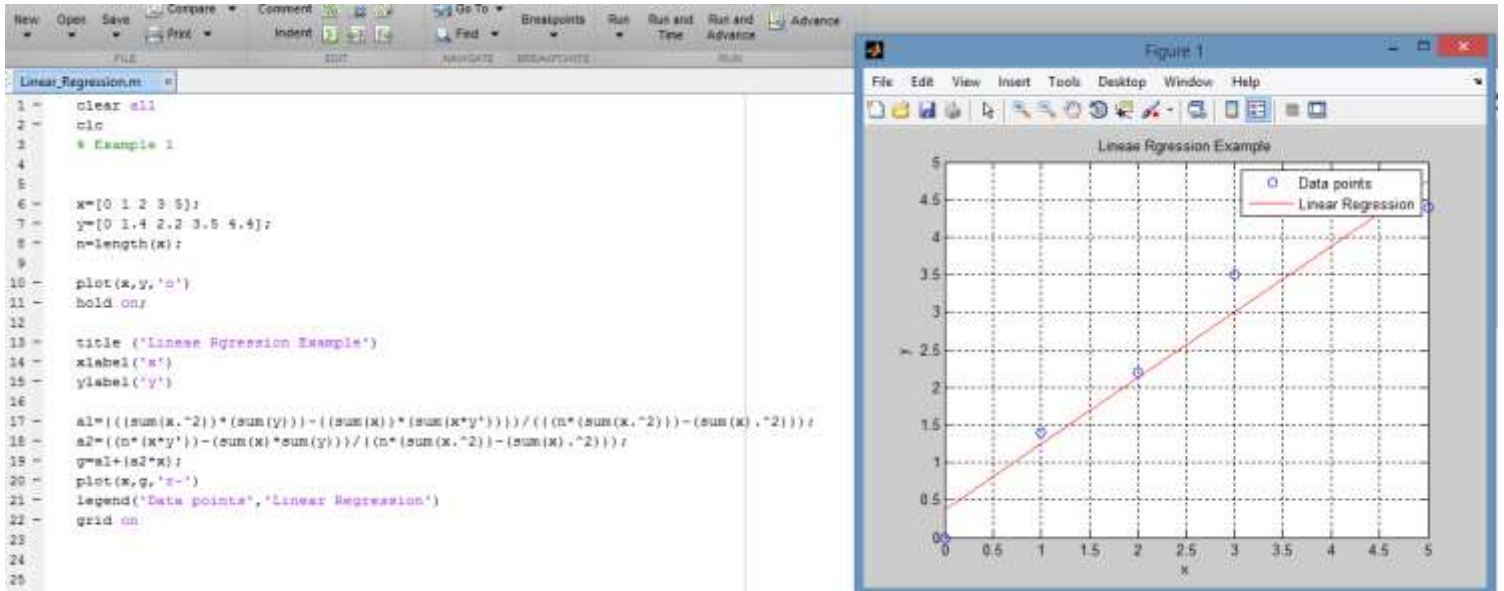 New Open Save Compare Print
FILE
Comment
Indent
EDIT
Go To
Find
NAVIGATE
Breakpoints
BREAKPOINTS
Run Run and Time Run and Advance Advance
RUN
Linear_Regression.m
1 clear all
2 clc
3 % Example 1
4
5
6 x=[0 1 2 3 5];
7 y=[0 1.4 2.2 3.5 4.4];
8 n=length(x);
9
10 plot(x,y,'o')
11 hold on;
12
13 title ('Lineae Rgression Example')
14 xlabel('x')
15 ylabel('y')
16
17 a1=(((sum(x.^2))*(sum(y)))-((sum(x))*(sum(x*y'))))/(((n*(sum(x.^2)))-(sum(x).^2)));
18 a2=((n*(x*y'))-(sum(x)*sum(y)))/((n*(sum(x.^2))-(sum(x).^2)));
19 g=a1+(a2*x);
20 plot(x,g,'r-')
21 legend('Data points','Linear Regression')
22 grid on
23
24
25
Figure 1
File Edit View Insert Tools Desktop Window Help
Lineae Rgression Example
Data points
Linear Regression
5
4.5
4
3.5
3
2.5
2
1.5
1
0.5
0
y
0 0.5 1 1.5 2 2.5 3 3.5 4 4.5 5
x